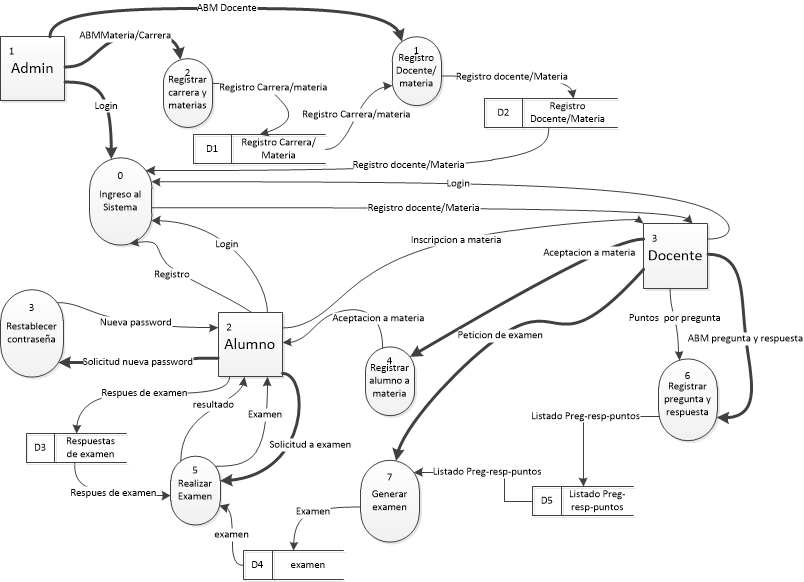 ABM Docente
1
Admin
ABMMateria/Carrera
Login
2
Registrar
carrera y
materias
Registro Carrera/materia
1
Registro
Docente/
materia
Registro docente/Materia
Registro Carrera/materia
D1
Registro Carrera/
Materia
D2
Registro
Docente/Materia
Registro docente/Materia
Login
0
Ingreso al
Sistema
Registro docente/Materia
Inscripcion a materia
Login
Registro
3
Docente
Aceptacion a materia
3
Restablecer
contraseña
Nueva password
Solicitud nueva password
2
Alumno
Aceptacion a materia
Puntos por pregunta
ABM pregunta y respuesta
Peticion de examen
4
Registrar
alumno a
materia
6
Registrar
pregunta y
respuesta
Respues de examen
resultado
Examen
Solicitud a examen
Listado Preg-resp-puntos
D3
Respuestas
de examen
Respues de examen
5
Realizar
Examen
7
Generar
examen
Listado Preg-resp-puntos
D5
Listado Preg-
resp-puntos
Examen
examen
D4
examen